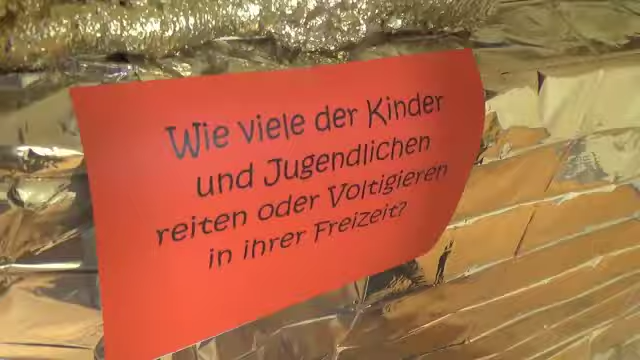 Wie viele der Kinder
und Jugendlichen
reiten oder Voltigieren
in ihrer Freizeit?